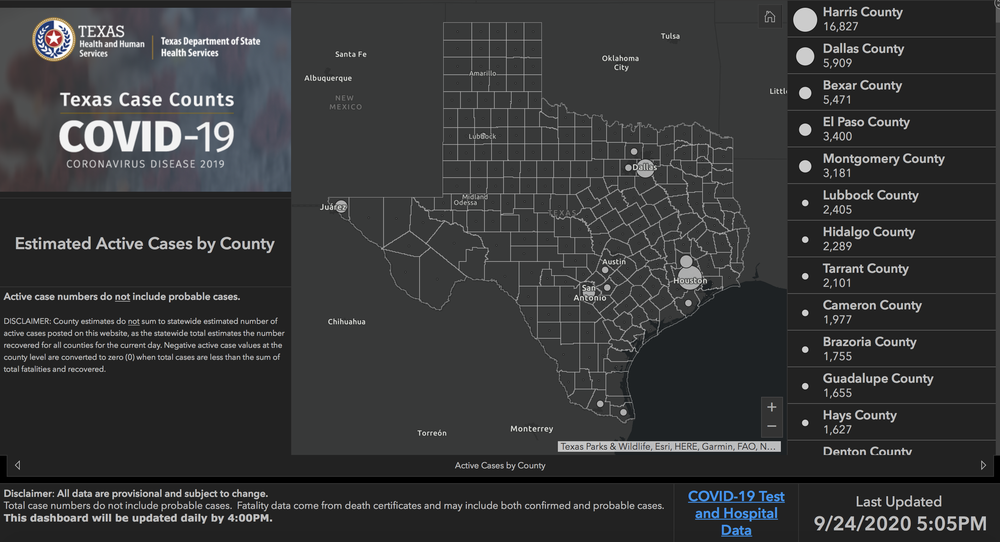 TEXAS
Health and Human
Services
Texas Department of State
Health Services
Texas Case Counts
COVID-19
CORONAVIRUS DISEASE 2019
Estimated Active Cases by County
Active case numbers do not include probable cases.
DISCLAIMER: County estimates do not sum to statewide estimated number of
active cases posted on this website, as the statewide total estimates the number
recovered for all counties for the current day. Negative active case values at the
county level are converted to zero (0) when total cases are less than the sum of
total fatalities and recovered.
Tulsa
Santa Fe
Oklahoma
City
Amarillo
Albuquerque
Littl
NEW
MEXICO
Lubbock
Dallas
Midland
Odessa
Juárez
TEXAS
Austin
Houston
San
Antonio
Chihuahua
Monterrey
Torreón
+
−
Texas Parks & Wildlife, Esri, HERE, Garmin, FAO, N...
Harris County
16,827
Dallas County
5,909
Bexar County
5,471
El Paso County
3,400
Montgomery County
3,181
Lubbock County
2,405
Hidalgo County
2,289
Tarrant County
2,101
Cameron County
1,977
Brazoria County
1,755
Guadalupe County
1,655
Hays County
1,627
Denton County
Active Cases by County
Disclaimer: All data are provisional and subject to change.
Total case numbers do not include probable cases. Fatality data come from death certificates and may include both confirmed and probable cases.
This dashboard will be updated daily by 4:00PM.
COVID-19 Test
and Hospital
Data
Last Updated
9/24/2020 5:05PM